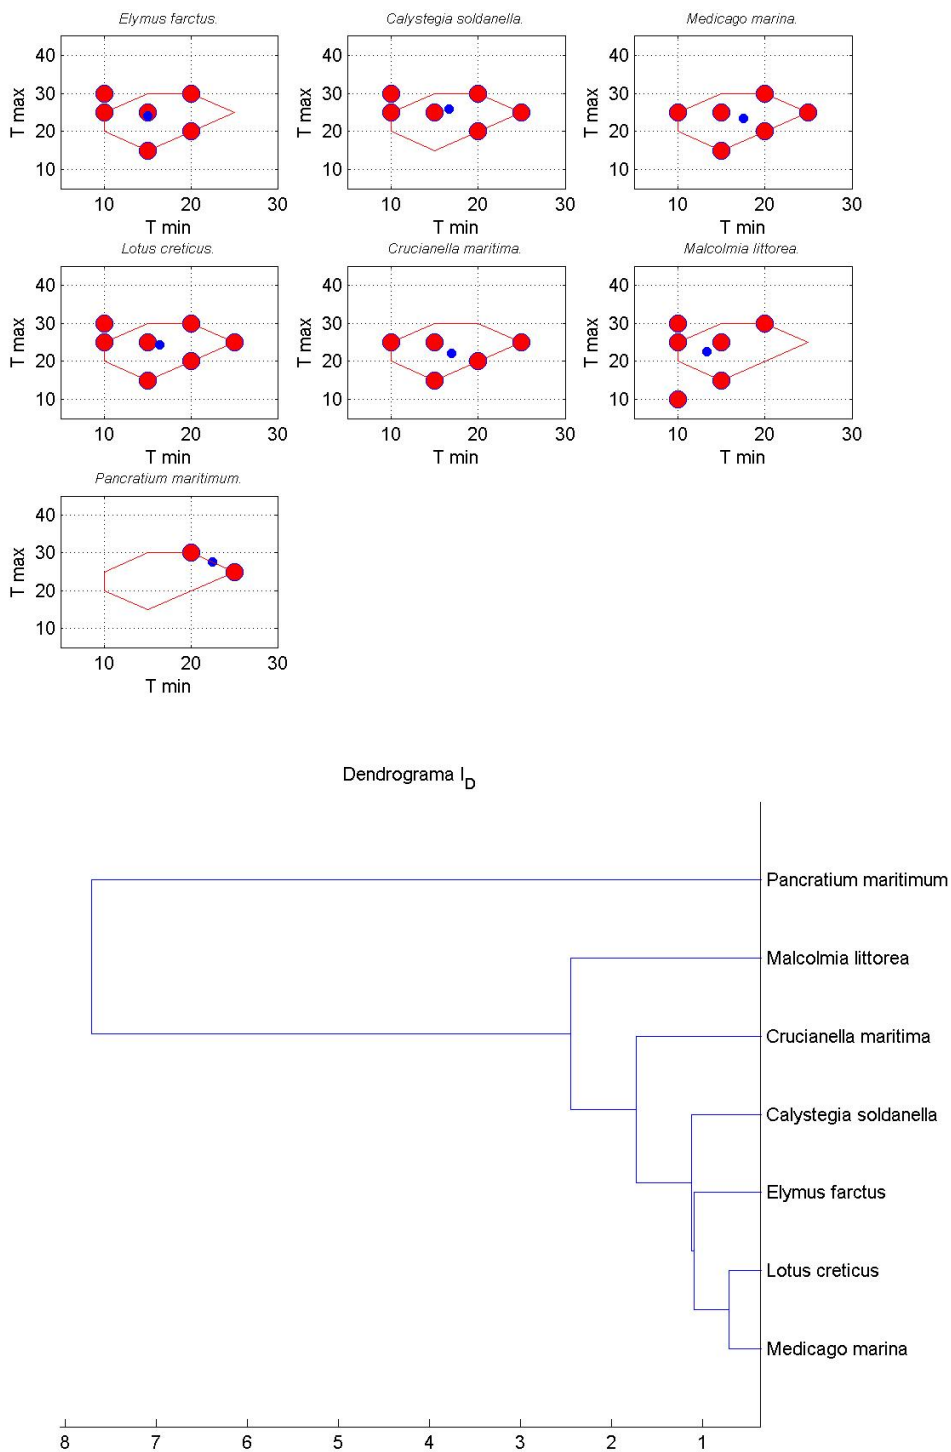 Elymus farctus.
Calystegia soldanella.
Medicago marina.
T max
40
30
20
10
10
20
30
T min
T max
40
30
20
10
10
20
30
T min
T max
40
30
20
10
10
20
30
T min
Lotus creticus.
Crucianella maritima.
Malcolmia littorea.
T max
40
30
20
10
10
20
30
T min
T max
40
30
20
10
10
20
30
T min
T max
40
30
20
10
10
20
30
T min
Pancratium maritimum.
T max
40
30
20
10
10
20
30
T min
Dendrograma I_D
Pancratium maritimum
Malcolmia littorea
Crucianella maritima
Calystegia soldanella
Elymus farctus
Lotus creticus
Medicago marina
8 7 6 5 4 3 2 1